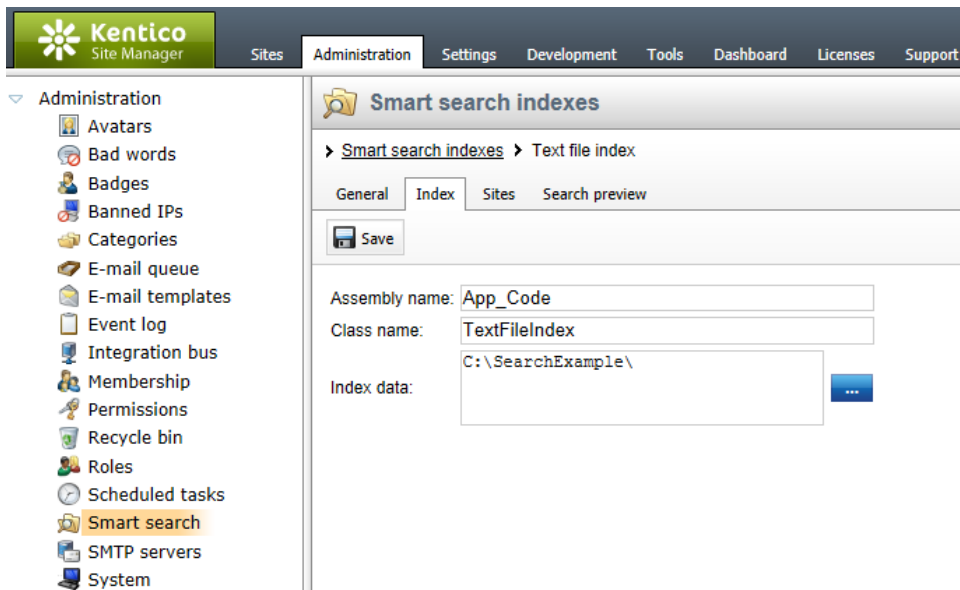 Kentico
Site Manager
Sites Administration Settings Development Tools Dashboard Licenses Support
Administration
Avatars
Bad words
Badges
Banned IPs
Categories
E-mail queue
E-mail templates
Event log
Integration bus
Membership
Permissions
Recycle bin
Roles
Scheduled tasks
Smart search
SMTP servers
System
Smart search indexes
Smart search indexes > Text file index
General Index Sites Search preview
Save
Assembly name: App_Code
Class name: TextFileIndex
Index data: C:\SearchExample\
...